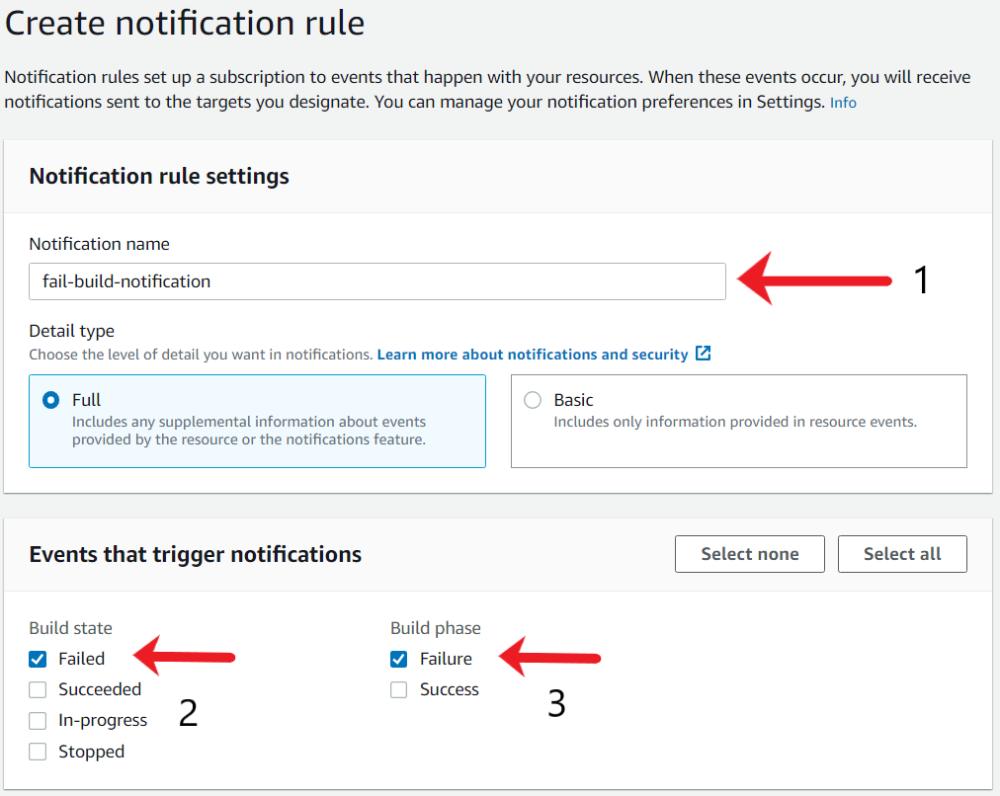 Create notification rule
Notification rules set up a subscription to events that happen with your resources. When these events occur, you will receive
notifications sent to the targets you designate. You can manage your notification preferences in Settings. Info
Notification rule settings
Notification name
fail-build-notification
1
Detail type
Choose the level of detail you want in notifications. Learn more about notifications and security
Full
Includes any supplemental information about events
provided by the resource or the notifications feature.
Basic
Includes only information provided in resource events.
Events that trigger notifications
Select none
Select all
Build state
Failed
Succeeded
In-progress
Stopped
2
Build phase
Failure
Success
3